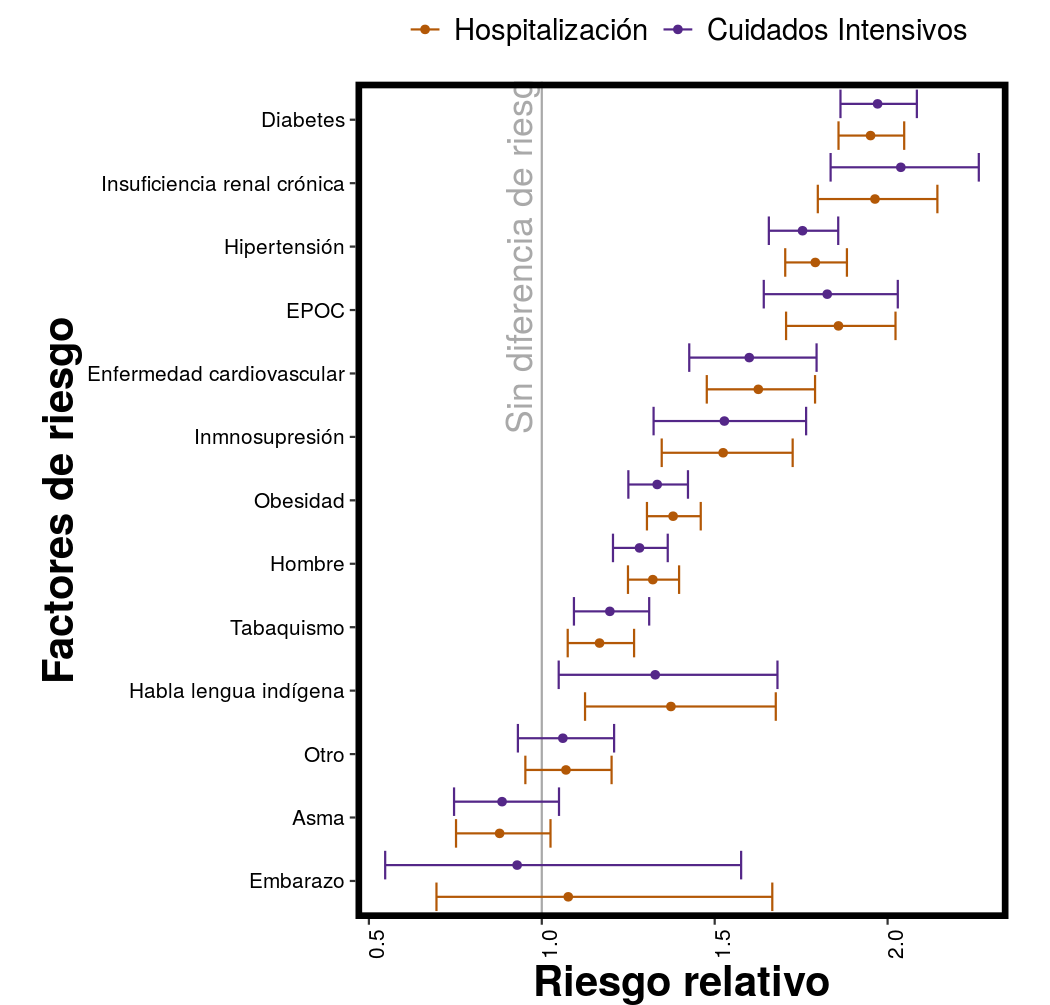 Hospitalización Cuidados Intensivos
Factores de riesgo
Diabetes
Insuficiencia renal crónica
Hipertensión
EPOC
Enfermedad cardiovascular
Inmnosupresión
Obesidad
Hombre
Tabaquismo
Habla lengua indígena
Otro
Asma
Embarazo
Sin diferencia de riesg
0.5 1.0 1.5 2.0
Riesgo relativo